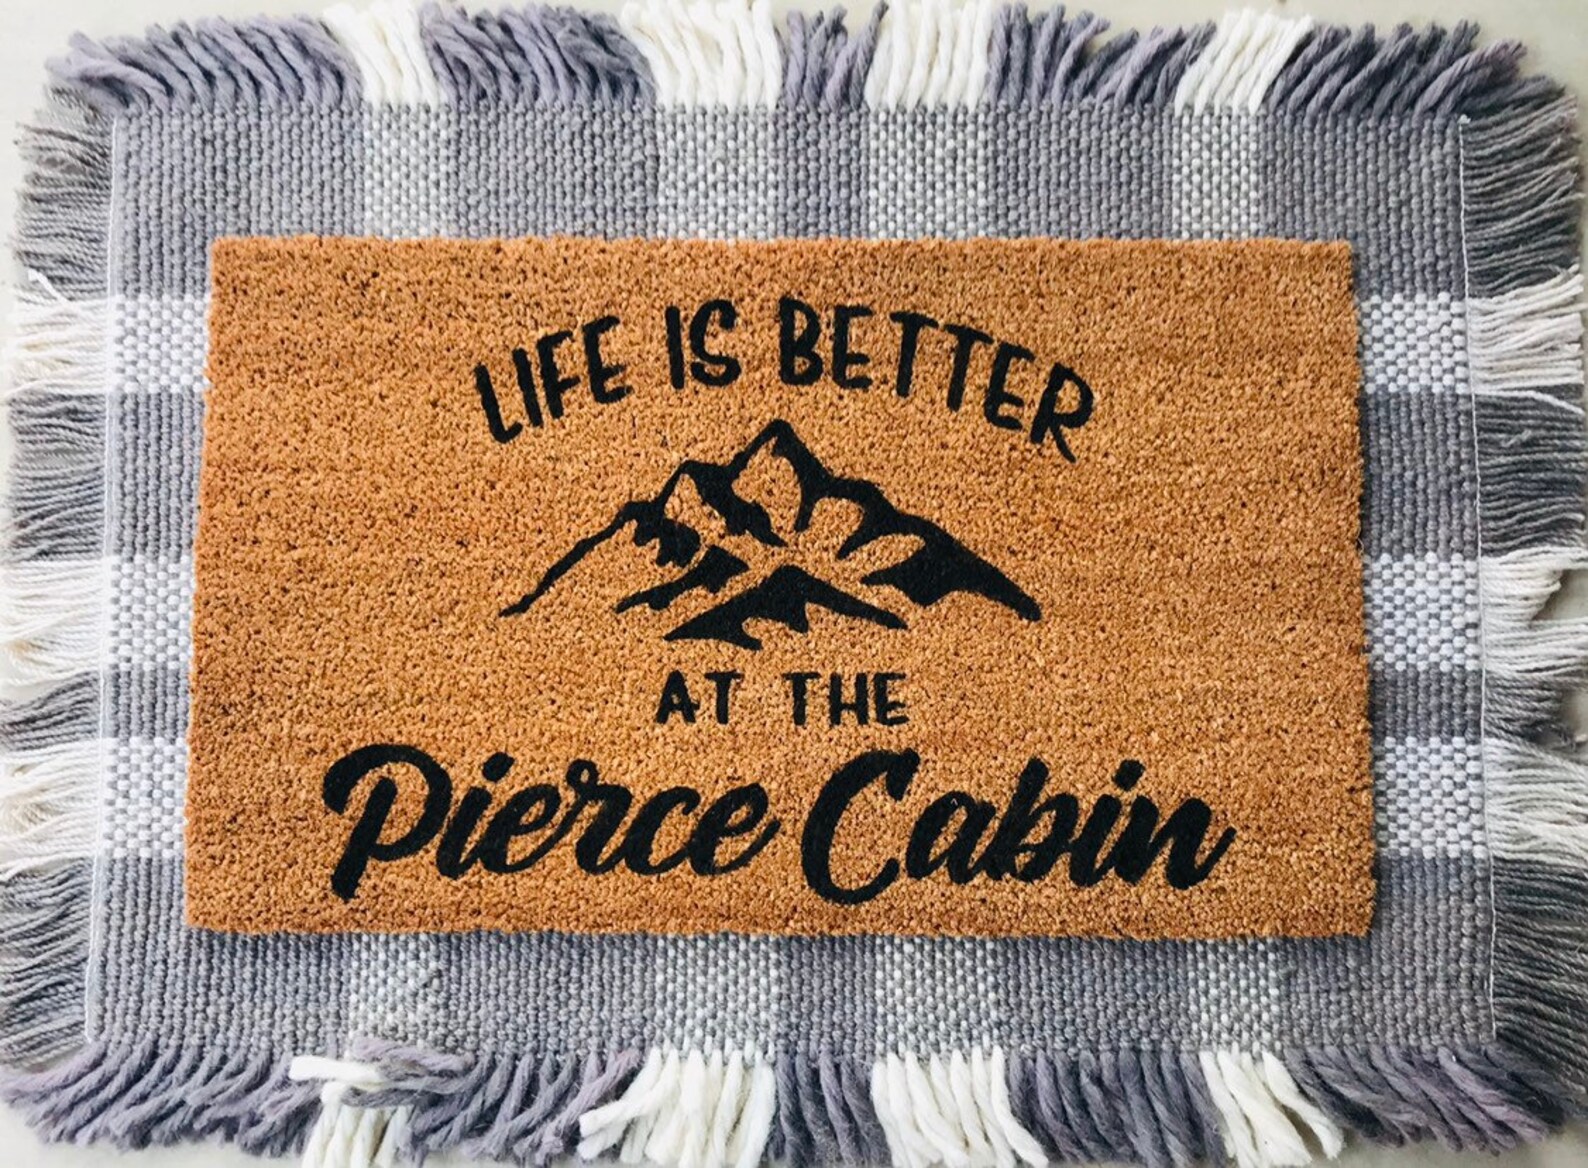 LIFE IS BETTER
AT THE
Pierce Cabin